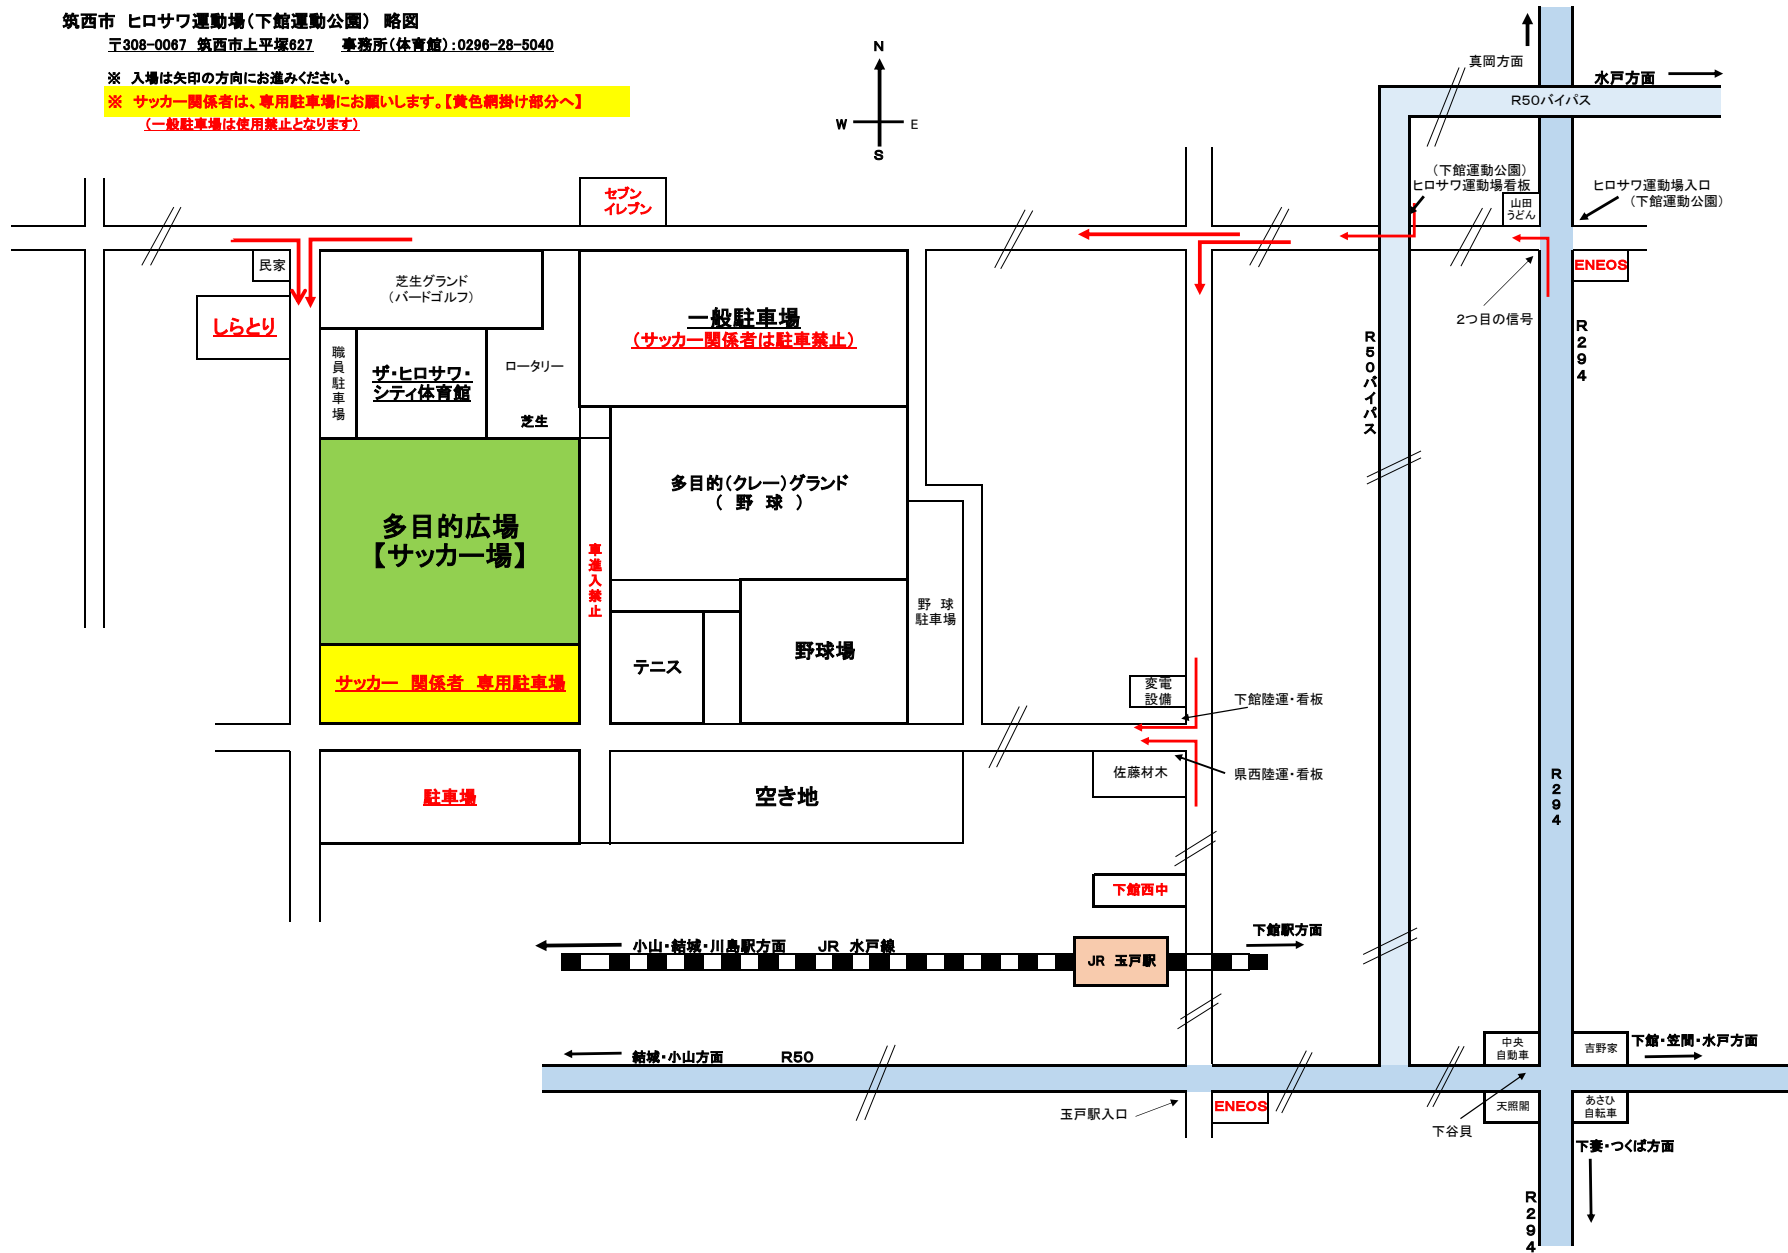 筑西市 ヒロサワ運動場(下館運動公園) 略図
〒308-0067 筑西市上平塚627 事務所(体育館):0296-28-5040
※ 入場は矢印の方向にお進みください。
※ サッカー関係者は、専用駐車場にお願いします。【黄色網掛け部分へ】
(一般駐車場は使用禁止となります)
N
W
E
S
真岡方面
水戸方面
R50バイパス
(下館運動公園)
ヒロサワ運動場看板
山田
うどん
ヒロサワ運動場入口
(下館運動公園)
セブン
イレブン
民家
しらとり
芝生グランド
(バードゴルフ)
一般駐車場
(サッカー関係者は駐車禁止)
ENEOS
2つ目の信号
R50バイパス
R294
職員駐車場
ザ・ヒロサワ・
シティ体育館
ロータリー
芝生
多目的(クレー)グランド
( 野 球 )
多目的広場
【サッカー場】
車進入禁止
野 球
駐車場
野球場
テニス
サッカー 関係者 専用駐車場
変電
設備
下館陸運・看板
佐藤材木
県西陸運・看板
駐車場
空き地
R294
下館西中
小山・結城・川島駅方面 JR 水戸線
下館駅方面
JR 玉戸駅
結城・小山方面 R50
中央
自動車
吉野家
下館・笠間・水戸方面
玉戸駅入口
ENEOS
天照閣
あさひ
自転車
下谷貝
下妻・つくば方面
R294